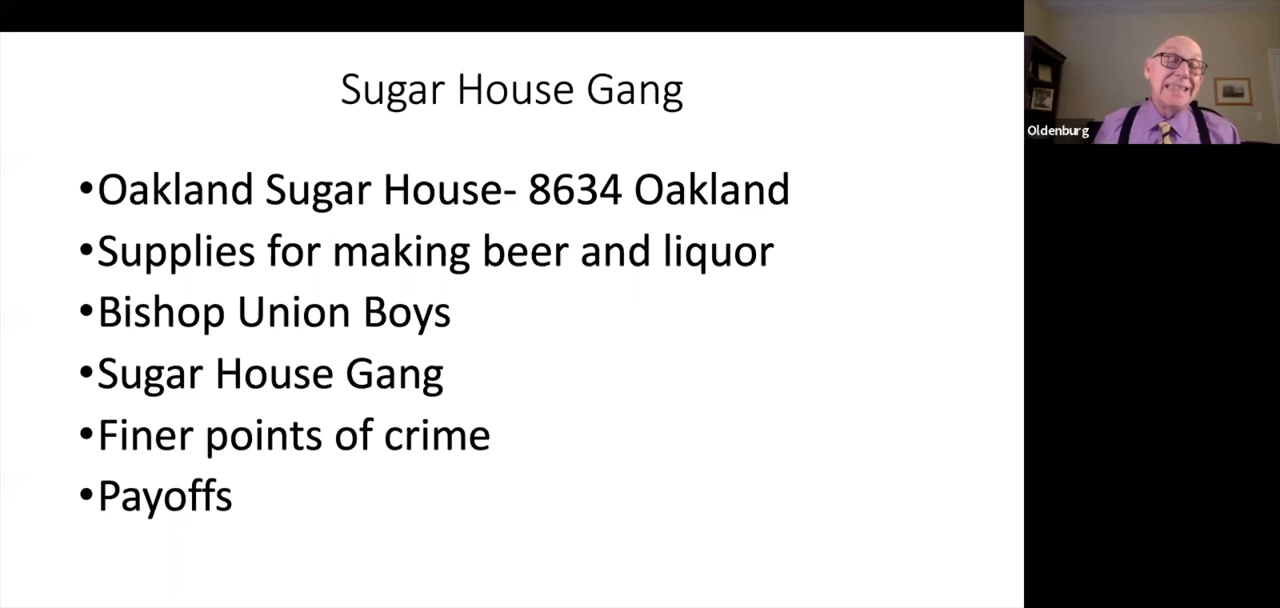 Sugar House Gang
•Oakland Sugar House- 8634 Oakland
•Supplies for making beer and liquor
•Bishop Union Boys
•Sugar House Gang
•Finer points of crime
•Payoffs
Oldenburg